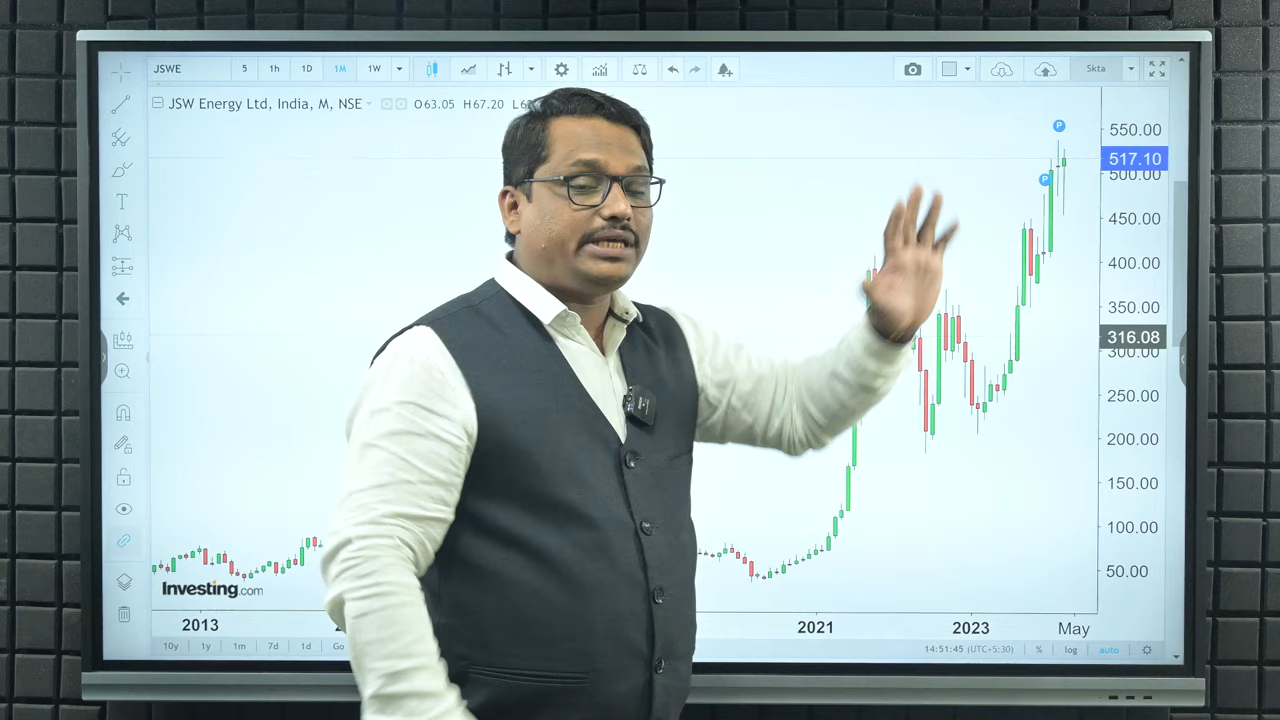 JSWE 5 1h 1D 1M 1W Skta
JSW Energy Ltd, India, M, NSE O63.05 H67.20
550.00
517.10
500.00
450.00
400.00
350.00
316.08
300.00
250.00
200.00
150.00
100.00
50.00
Investing.com
2013 2021 2023 May
10y 1y 1m 7d 1d Go 14:51:45 (UTC+5:30) % log auto